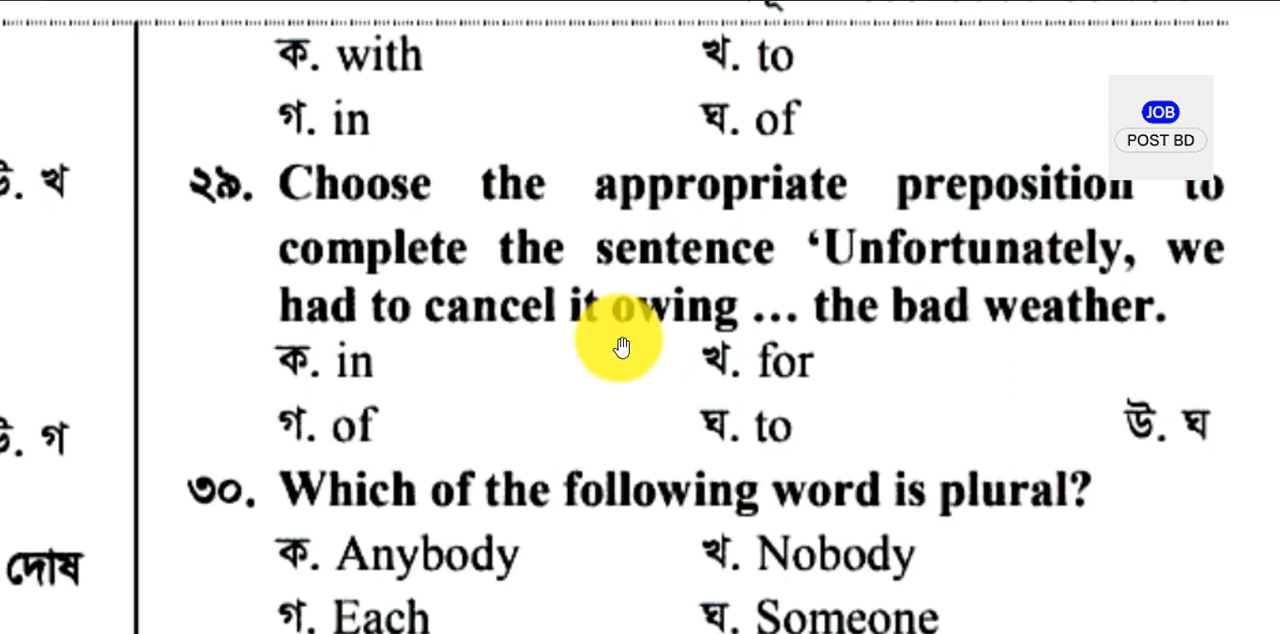 ক. with খ. to
গ. in ঘ. of
JOB
POST BD
উ. খ
২৯. Choose the appropriate preposition to
complete the sentence ‘Unfortunately, we
had to cancel it owing ... the bad weather.
ক. in খ. for
গ. of ঘ. to উ. ঘ
উ. গ
৩০. Which of the following word is plural?
ক. Anybody খ. Nobody
দোষ
গ. Each ঘ. Someone